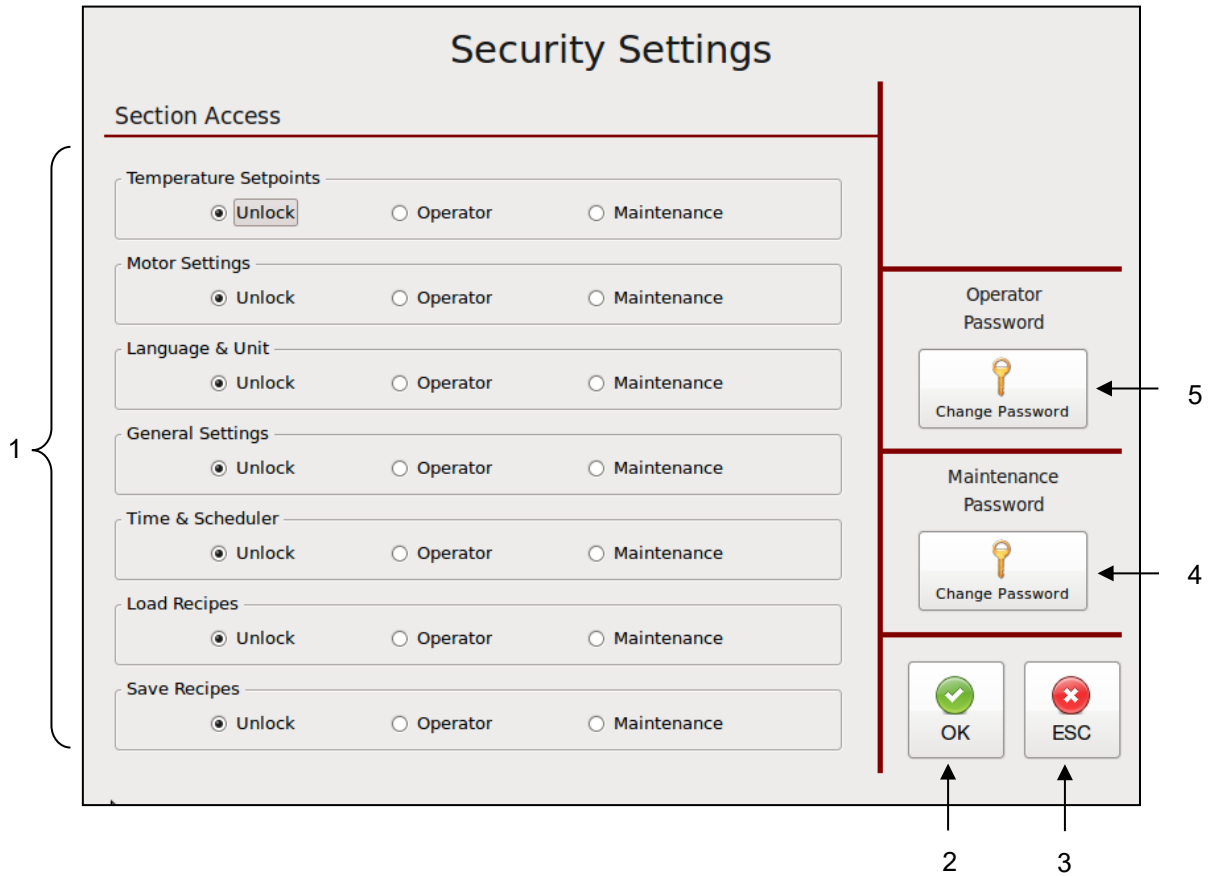 Security Settings
Section Access
1
Temperature Setpoints
Unlock Operator Maintenance
Motor Settings
Unlock Operator Maintenance
Language & Unit
Unlock Operator Maintenance
General Settings
Unlock Operator Maintenance
Time & Scheduler
Unlock Operator Maintenance
Load Recipes
Unlock Operator Maintenance
Save Recipes
Unlock Operator Maintenance
Operator
Password
Change Password
5
Maintenance
Password
Change Password
4
OK ESC
2 3